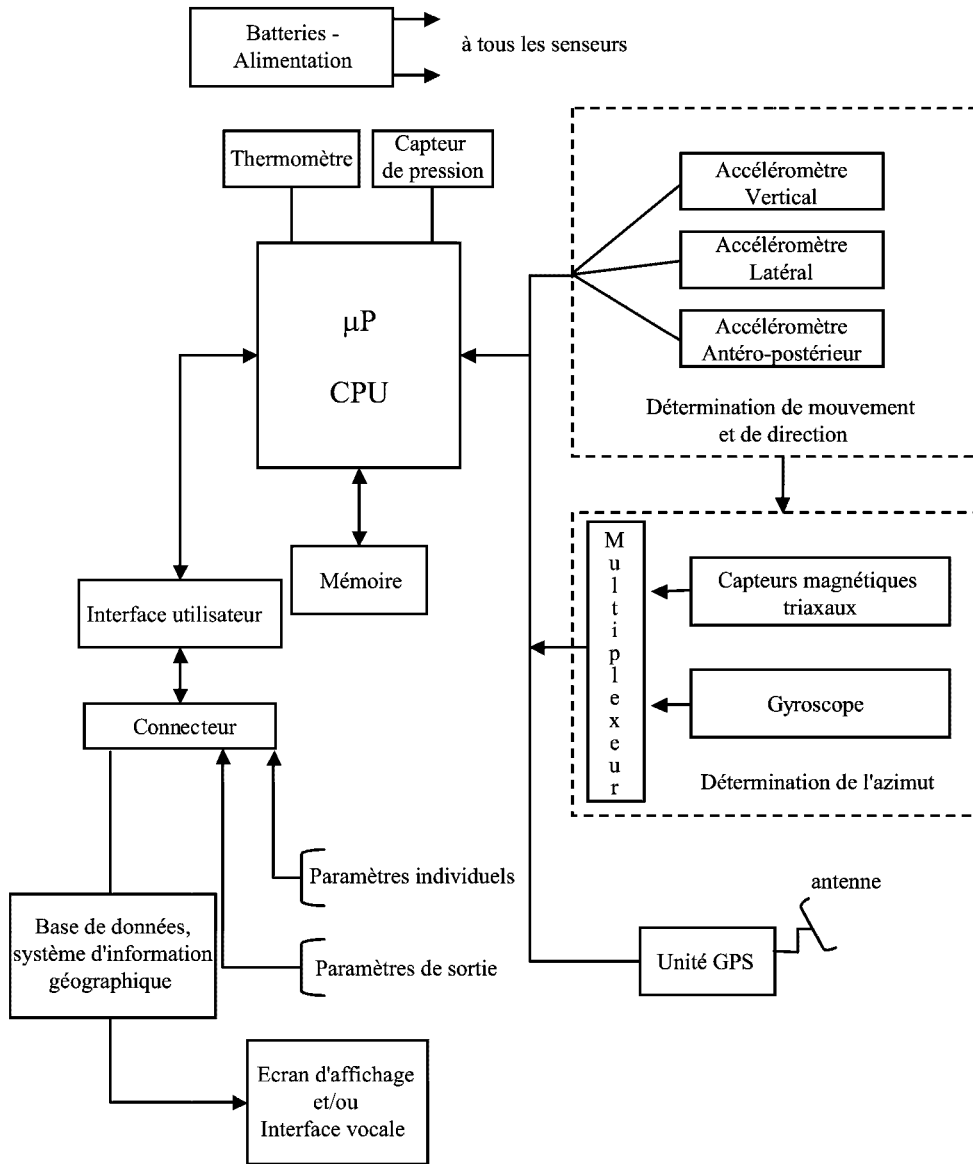 Batteries -
Alimentation
à tous les senseurs
Thermomètre
Capteur
de pression
Accéléromètre
Vertical
Accéléromètre
Latéral
Accéléromètre
Antéro-postérieur
Détermination de mouvement
et de direction
µP
CPU
Mémoire
Interface utilisateur
Connecteur
Multiplexeur
Capteurs magnétiques
triaxaux
Gyroscope
Détermination de l'azimut
Paramètres individuels
Paramètres de sortie
Base de données,
système d'information
géographique
antenne
Unité GPS
Ecran d'affichage
et/ou
Interface vocale